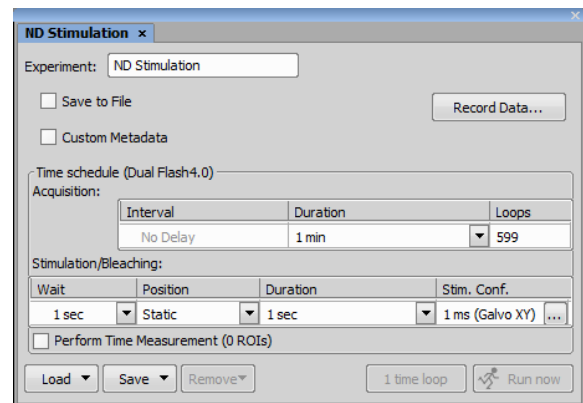 ND Stimulation ×
Experiment: ND Stimulation
Save to File
Record Data...
Custom Metadata
Time schedule (Dual Flash4.0)
Acquisition:
Interval Duration Loops
No Delay 1 min 599
Stimulation/Bleaching:
Wait Position Duration Stim. Conf.
1 sec Static 1 sec 1 ms (Galvo XY) ...
Perform Time Measurement (0 ROIs)
Load Save Remove 1 time loop Run now